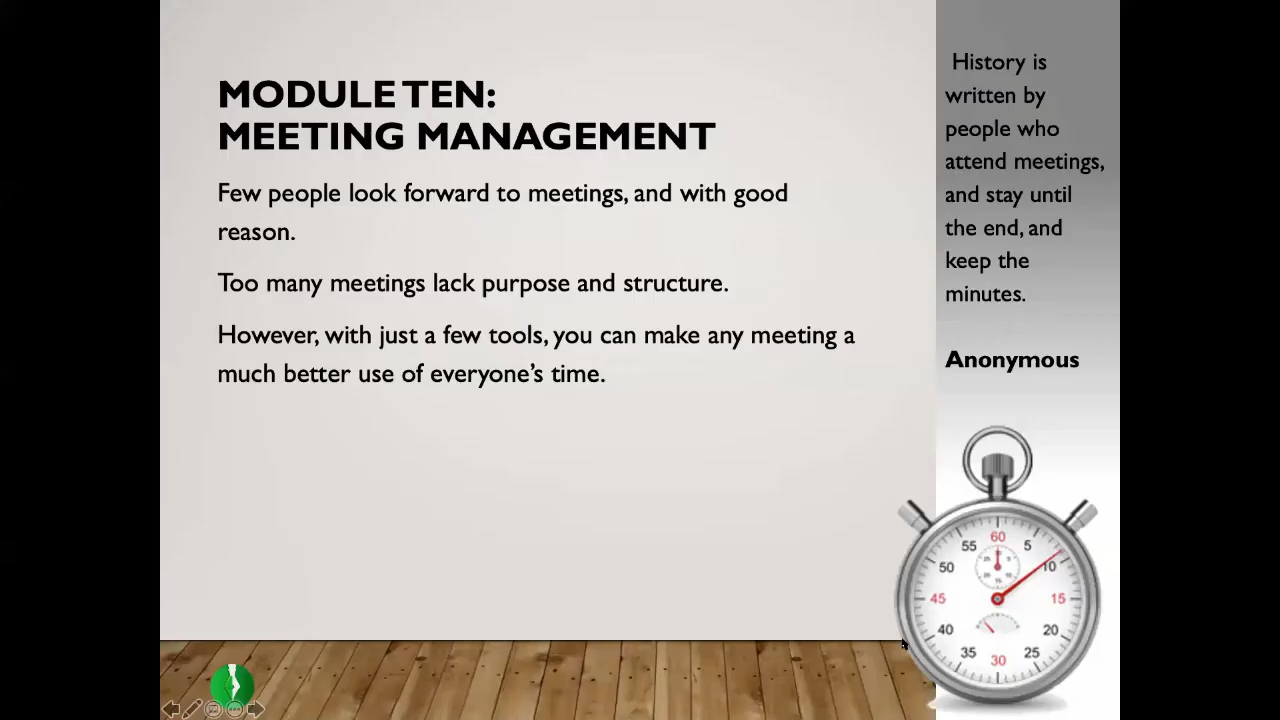 MODULE TEN:
MEETING MANAGEMENT
Few people look forward to meetings, and with good
reason.
Too many meetings lack purpose and structure.
However, with just a few tools, you can make any meeting a
much better use of everyone’s time.
History is
written by
people who
attend meetings,
and stay until
the end, and
keep the
minutes.
Anonymous
60
55
5
50
10
45
15
40
20
35
25
30